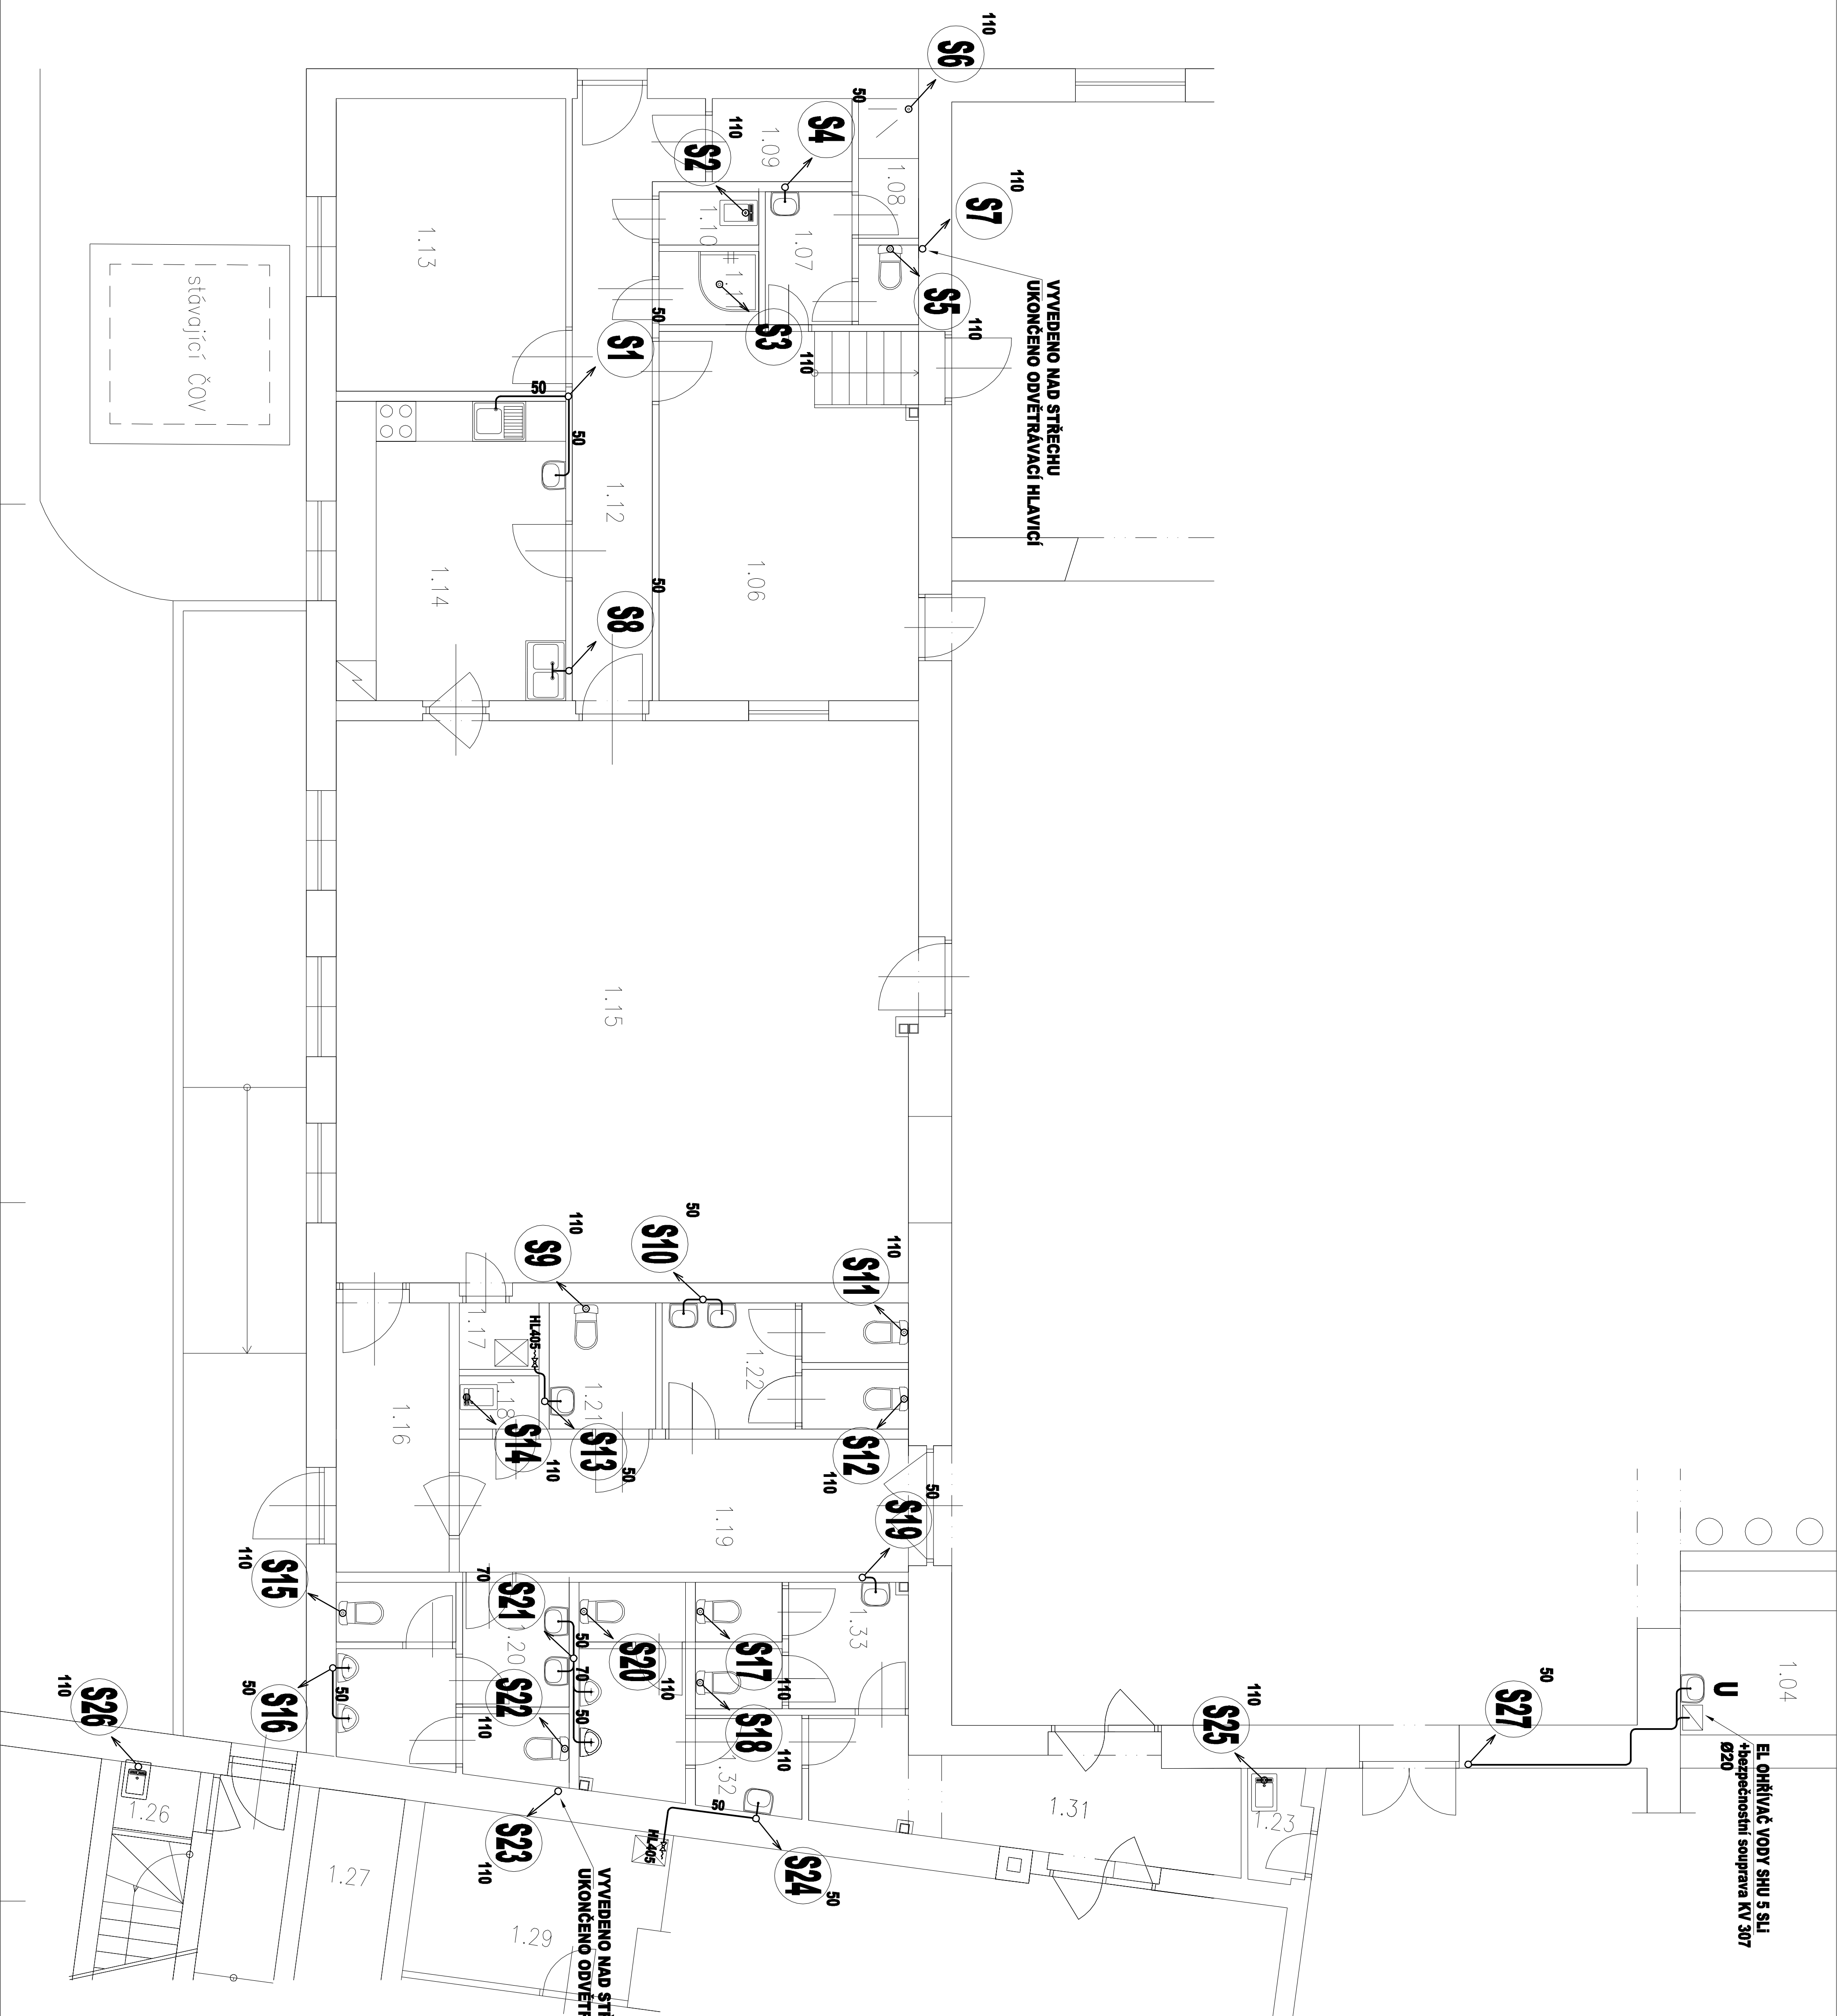 110
S6
50
S4
110
S2
1.09
1.08
110
S7
1.10
# 1.11
1.07
S5
110
VYVEDENO NAD STŘECHU
UKONČENO ODVĚTRÁVACÍ HLAVICÍ
1.13
stávající ČOV
50
S1
S3
110
50
50
1.12
1.14
50
S8
1.06
1.15
110
S9
50
S10
110
S11
1.17
HL405
1.18
1.21
1.22
1.16
S14
110
S13
50
S12
110
50
S19
1.19
110
S15
70
S21
1.20
50
S20
110
70
50
S22
110
S17
110
S18
110
1.33
1.32
50
S16
50
110
S26
1.26
1.27
1.29
S23
110
HL405
50
S24
50
VYVEDENO NAD
UKONČENO
110
S25
1.23
1.31
50
S27
U
1.04
EL OHŘÍVAČ VODY SHU 5 SLi
+bezpečnostní souprava KV 307
Ø20